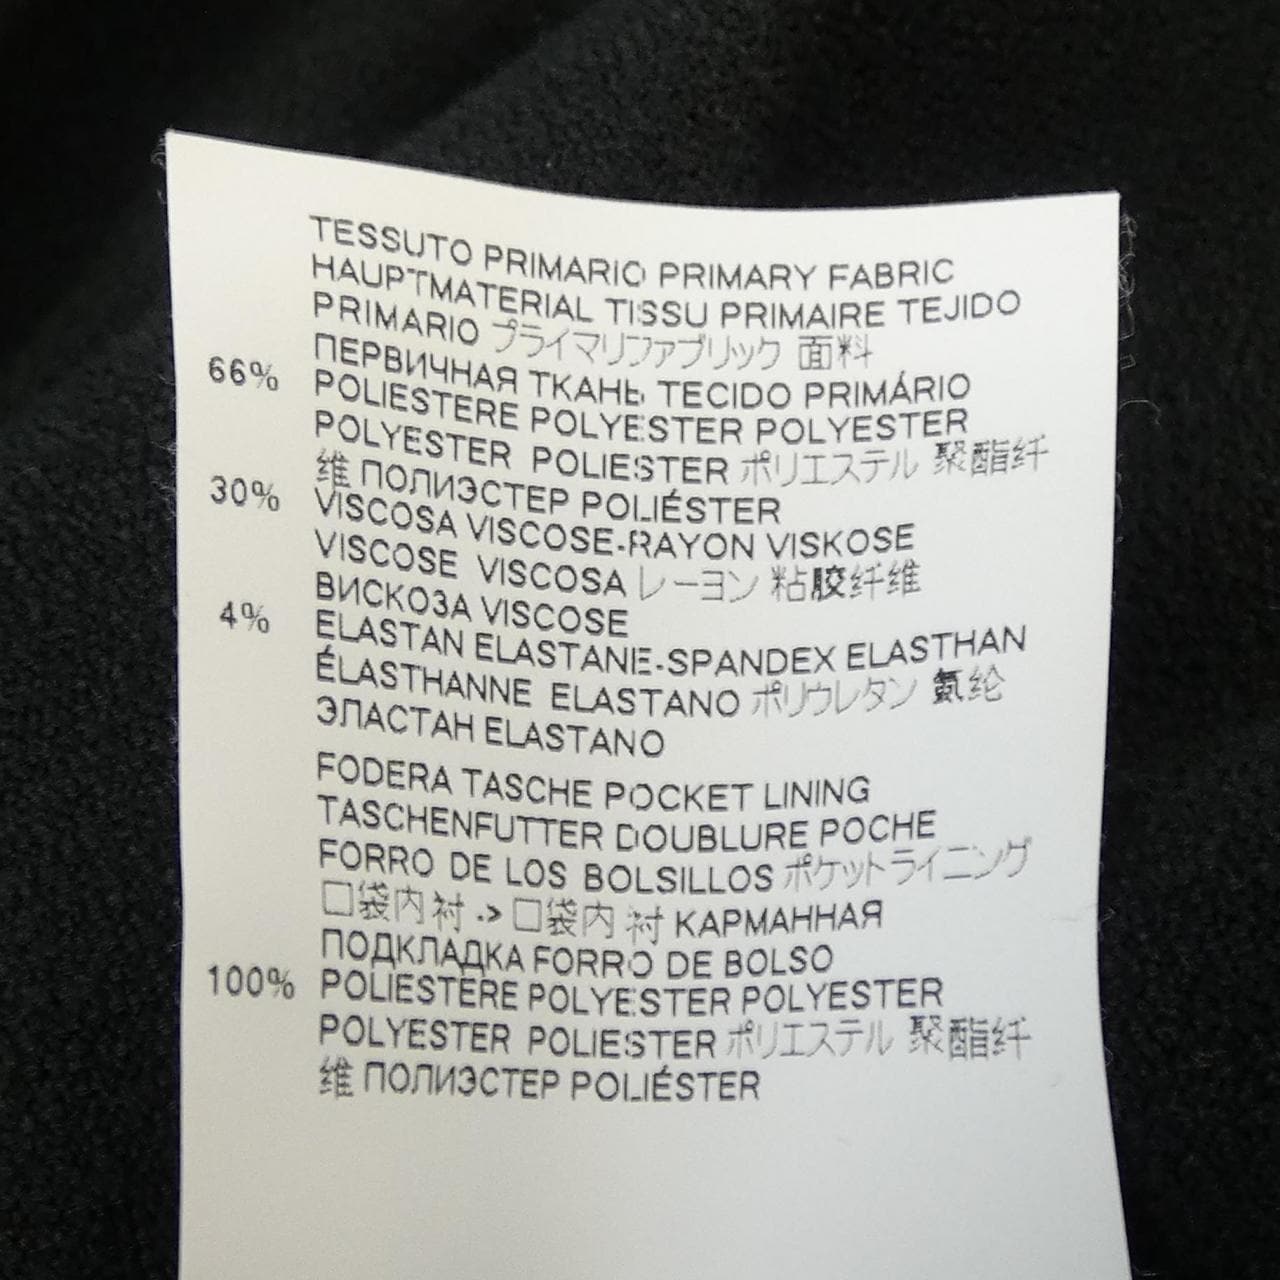 TESSUTO PRIMARIO PRIMARY FABRIC
HAUPTMATERIAL TISSU PRIMAIRE TEJIDO
PRIMARIO プライマリファブリック 面料
ПЕРВИЧНАЯ ТКАНЬ TECIDO PRIMÁRIO
66% POLIESTERE POLYESTER POLYESTER
POLYESTER POLIESTER ポリエステル 聚酯纤
维 ПОЛИЭСТЕР POLIÉSTER
30% VISCOSA VISCOSE-RAYON VISKOSE
VISCOSE VISCOSA レーヨン 粘胶纤维
ВИСКОЗА VISCOSE
4% ELASTAN ELASTANE-SPANDEX ELASTHAN
ÉLASTHANNE ELASTANO ポリウレタン 氨纶
ЭЛАСТАН ELASTANO
FODERA TASCHE POCKET LINING
TASCHENFUTTER DOUBLURE POCHE
FORRO DE LOS BOLSILLOS ポケットライニング
口袋内衬 -> 口袋内衬 КАРМАННАЯ
ПОДКЛАДКА FORRO DE BOLSO
100% POLIESTERE POLYESTER POLYESTER
POLYESTER POLIESTER ポリエステル 聚酯纤
维 ПОЛИЭСТЕР POLIÉSTER